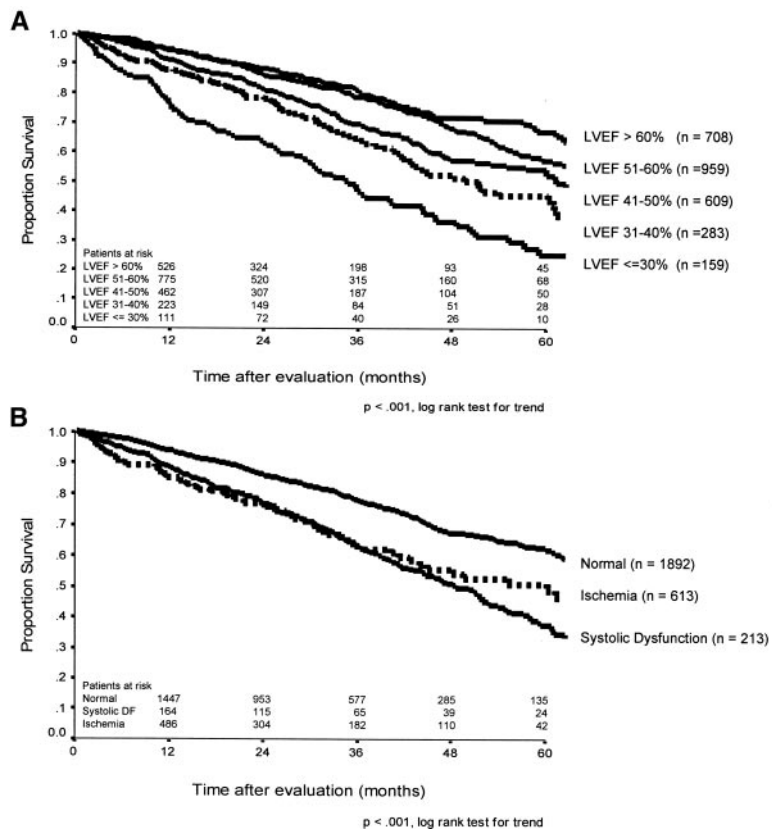 A
1.0
.9
.8
.7
.6
.5
.4
.3
.2
.1
.0
Proportion Survival
LVEF > 60% (n = 708)
LVEF 51-60% (n =959)
LVEF 41-50% (n = 609)
LVEF 31-40% (n = 283)
LVEF <=30% (n =159)
Patients at risk
LVEF > 60% 526 324 198 93 45
LVEF 51-60% 775 520 315 160 68
LVEF 41-50% 462 307 187 104 50
LVEF 31-40% 223 149 84 51 28
LVEF <= 30% 111 72 40 26 10
0 12 24 36 48 60
Time after evaluation (months)
p < .001, log rank test for trend
B
1.0
.9
.8
.7
.6
.5
.4
.3
.2
.1
0.0
Proportion Survival
Normal (n = 1892)
Ischemia (n = 613)
Systolic Dysfunction (n = 213)
Patients at risk
Normal 1447 953 577 285 135
Systolic DF 164 115 65 39 24
Ischemia 486 304 182 110 42
0 12 24 36 48 60
Time after evaluation (months)
p < .001, log rank test for trend